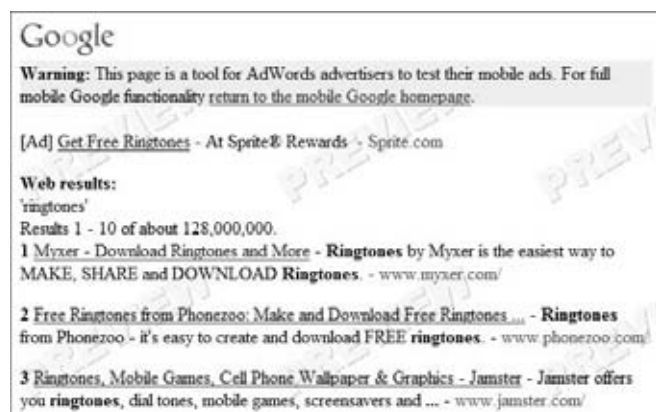 Google
Warning: This page is a tool for AdWords advertisers to test their mobile ads. For full
mobile Google functionality return to the mobile Google homepage.
[Ad] Get Free Ringtones - At Sprite® Rewards - Sprite.com
Web results:
'ringtones'
Results 1 - 10 of about 128,000,000.
1 Myxer - Download Ringtones and More - Ringtones by Myxer is the easiest way to
MAKE, SHARE and DOWNLOAD Ringtones. - www.myxer.com/
2 Free Ringtones from Phonezoo: Make and Download Free Ringtones ... - Ringtones
from Phonezoo - it's easy to create and download FREE ringtones. - www.phonezoo.com/
3 Ringtones, Mobile Games, Cell Phone Wallpaper & Graphics - Jamster - Jamster offers
you ringtones, dial tones, mobile games, screensavers and ... - www.jamster.com/
PREVIEW
PREVIEW
PREVIEW
PREVIEW
PREVIEW
PREVIEW